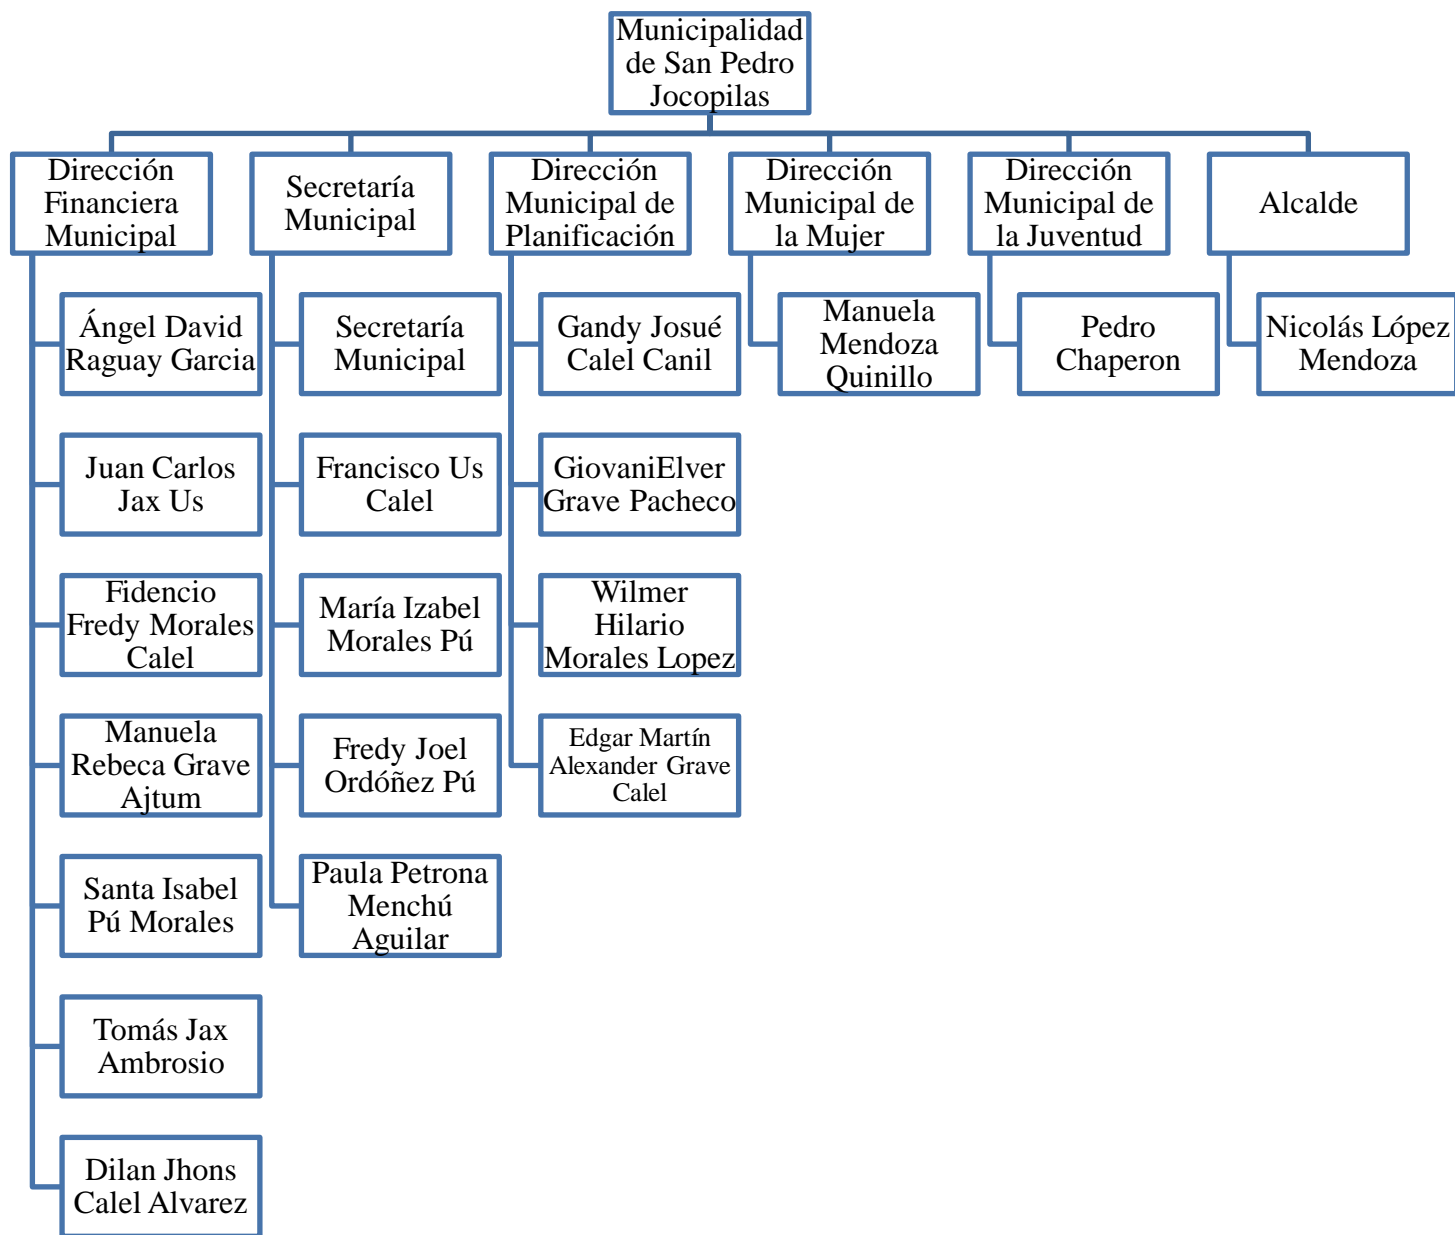 Municipalidad
de San Pedro
Jocopilas
Dirección
Financiera
Municipal
Secretaría
Municipal
Dirección
Municipal de
Planificación
Dirección
Municipal de
la Mujer
Dirección
Municipal de
la Juventud
Alcalde
Ángel David
Raguay Garcia
Secretaría
Municipal
Gandy Josué
Calel Canil
Manuela
Mendoza
Quinillo
Pedro
Chaperon
Nicolás López
Mendoza
Juan Carlos
Jax Us
Francisco Us
Calel
GiovaniElver
Grave Pacheco
Fidencio
Fredy Morales
Calel
María Izabel
Morales Pú
Wilmer
Hilario
Morales Lopez
Manuela
Rebeca Grave
Ajtum
Fredy Joel
Ordóñez Pú
Edgar Martín
Alexander Grave
Calel
Santa Isabel
Pú Morales
Paula Petrona
Menchú
Aguilar
Tomás Jax
Ambrosio
Dilan Jhons
Calel Alvarez